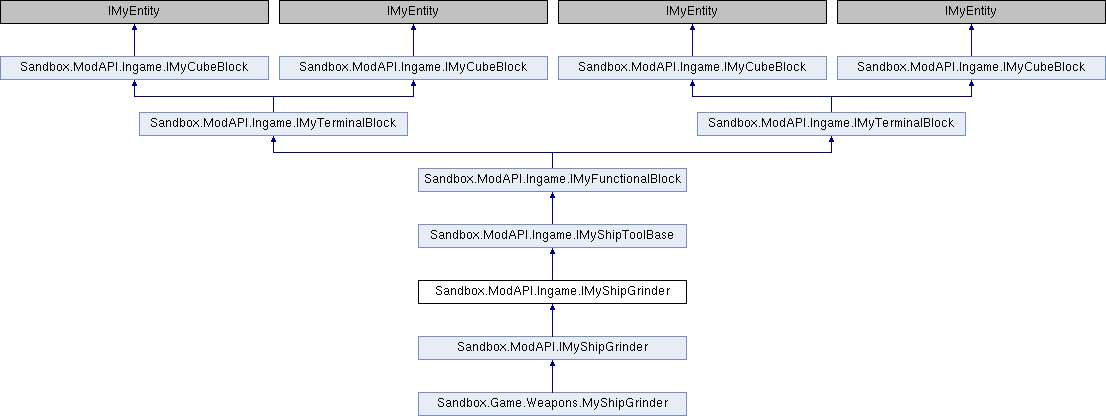 IMyEntity IMyEntity IMyEntity IMyEntity
Sandbox.ModAPI.Ingame.IMyCubeBlock Sandbox.ModAPI.Ingame.IMyCubeBlock Sandbox.ModAPI.Ingame.IMyCubeBlock Sandbox.ModAPI.Ingame.IMyCubeBlock
Sandbox.ModAPI.Ingame.IMyTerminalBlock Sandbox.ModAPI.Ingame.IMyTerminalBlock
Sandbox.ModAPI.Ingame.IMyFunctionalBlock
Sandbox.ModAPI.Ingame.IMyShipToolBase
Sandbox.ModAPI.Ingame.IMyShipGrinder
Sandbox.ModAPI.IMyShipGrinder
Sandbox.Game.Weapons.MyShipGrinder